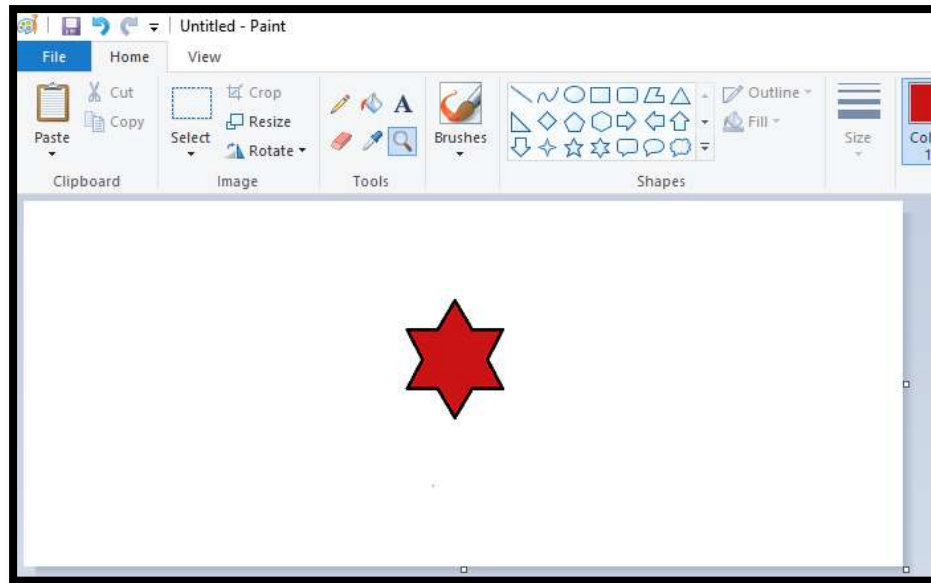 Untitled - Paint
File Home View
Cut Crop Outline
Copy Resize Fill
Paste Select Rotate A Brushes Size
Clipboard Image Tools Shapes